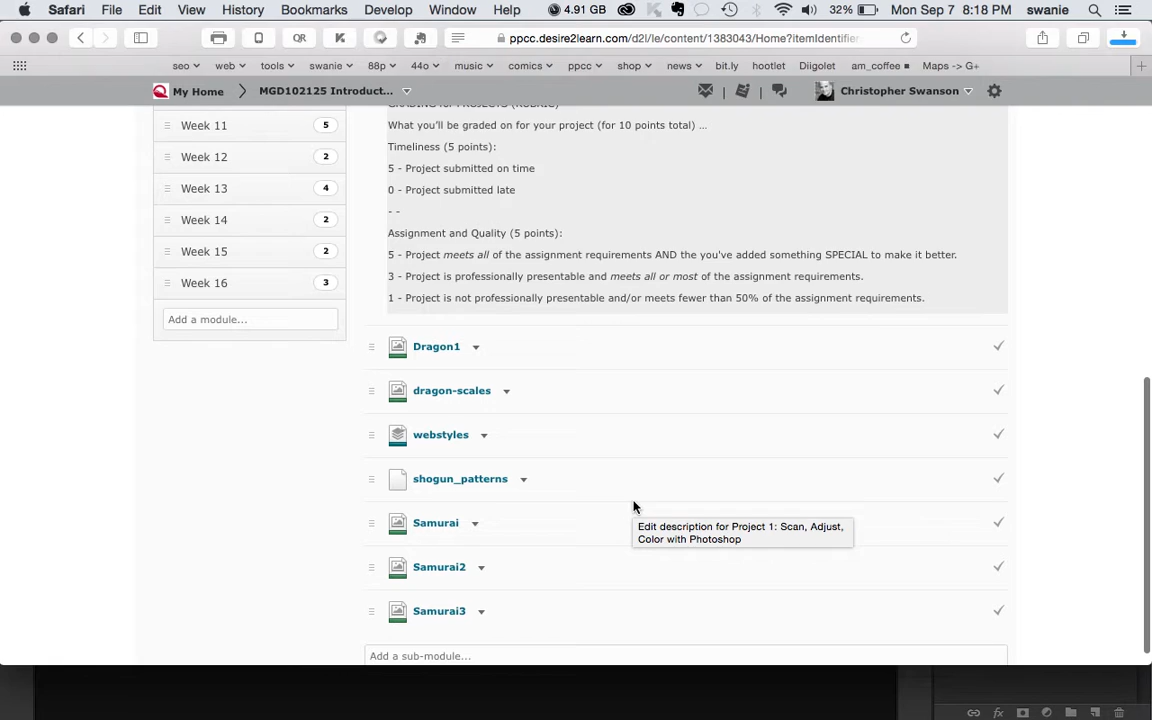 Safari File Edit View History Bookmarks Develop Window Help 4.91 GB 32% Mon Sep 7 8:18 PM swanie
QR K ppcc.desire2learn.com/d2l/le/content/1383043/Home?itemIdentifier
seo web tools swanie 88p 44o music comics ppcc shop news bit.ly hootlet Diigolet am_coffee Maps -> G+
My Home MGD102125 Introduct... Christopher Swanson
GRADING for PROJECTS (RUBRIC)
Week 11 5
What you'll be graded on for your project (for 10 points total) ...
Timeliness (5 points):
Week 12 2
5 - Project submitted on time
Week 13 4
0 - Project submitted late
- -
Week 14 2
Assignment and Quality (5 points):
Week 15 2
5 - Project meets all of the assignment requirements AND the you've added something SPECIAL to make it better.
3 - Project is professionally presentable and meets all or most of the assignment requirements.
Week 16 3
1 - Project is not professionally presentable and/or meets fewer than 50% of the assignment requirements.
Add a module...
Dragon1
dragon-scales
webstyles
shogun_patterns
Samurai
Edit description for Project 1: Scan, Adjust,
Color with Photoshop
Samurai2
Samurai3
Add a sub-module...
fx